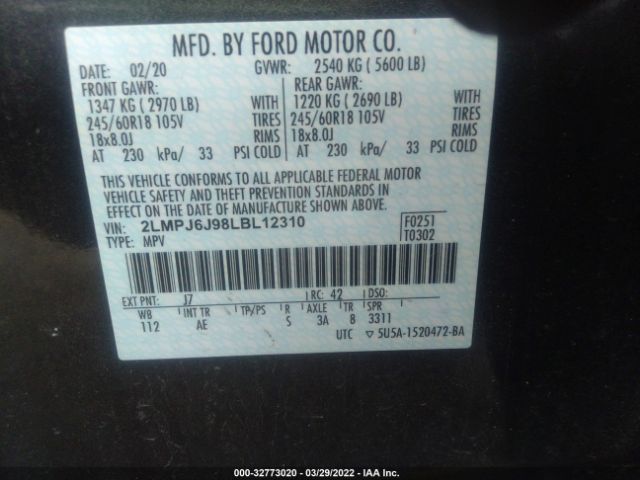 MFD. BY FORD MOTOR CO.
DATE: 02/20 GVWR: 2540 KG ( 5600 LB)
FRONT GAWR: REAR GAWR:
1347 KG ( 2970 LB) WITH 1220 KG ( 2690 LB) WITH
245/60R18 105V TIRES 245/60R18 105V TIRES
18x8.0J RIMS 18x8.0J RIMS
AT 230 kPa/ 33 PSI COLD AT 230 kPa/ 33 PSI COLD
THIS VEHICLE CONFORMS TO ALL APPLICABLE FEDERAL MOTOR
VEHICLE SAFETY AND THEFT PREVENTION STANDARDS IN
EFFECT ON THE DATE OF MANUFACTURE SHOWN ABOVE.
VIN: 2LMPJ6J98LBL12310 F0251
TYPE: MPV T0302
EXT PNT: J7 RC: 42 DSO:
WB INT TR TP/PS R AXLE TR SPR
112 AE S 3A 8 3311
UTC ▽ 5U5A-1520472-BA
000-32773020 - 03/29/2022 - IAA Inc.